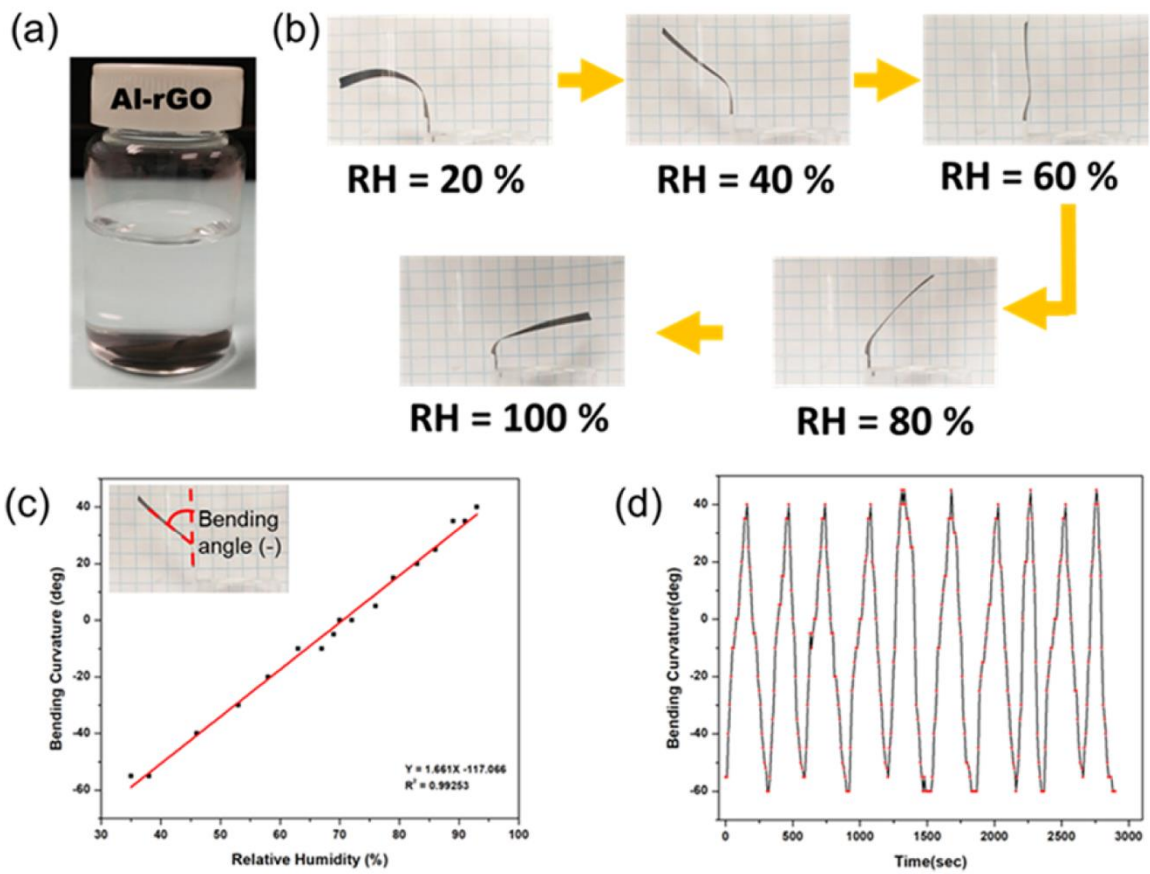 (a)
Al-rGO
(b)
RH = 20 %
RH = 40 %
RH = 60 %
RH = 100 %
RH = 80 %
(c)
40
20
0
-20
-40
-60
Bending Curvature (deg)
Bending
angle (-)
Y = 1.661X -117.066
R² = 0.99253
30 40 50 60 70 80 90 100
Relative Humidity (%)
(d)
40
20
0
-20
-40
-60
Bending Curvature(deg)
0 500 1000 1500 2000 2500 3000
Time(sec)